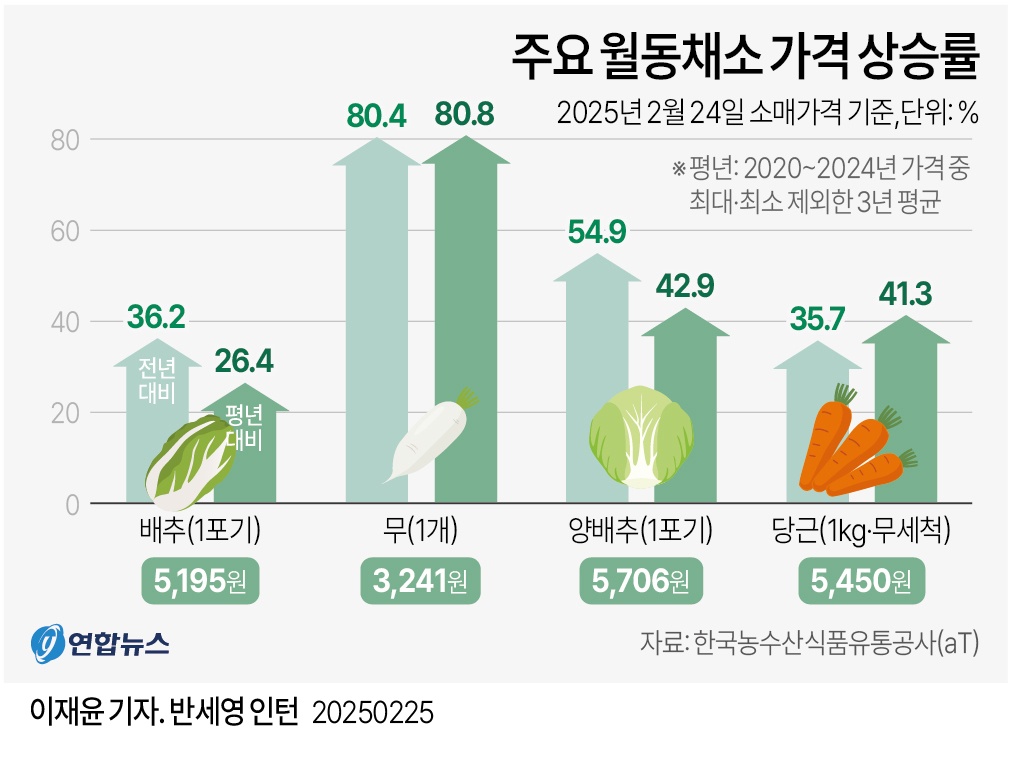 주요 월동채소 가격 상승률
2025년 2월 24일 소매가격 기준,단위: %
※평년: 2020~2024년 가격 중
최대·최소 제외한 3년 평균
80
60
40
20
0
36.2
전년
대비
26.4
평년
대비
80.4
80.8
54.9
42.9
35.7
41.3
배추(1포기)
무(1개)
양배추(1포기)
당근(1kg·무세척)
5,195원
3,241원
5,706원
5,450원
연합뉴스
자료: 한국농수산식품유통공사(aT)
이재윤 기자. 반세영 인턴 20250225